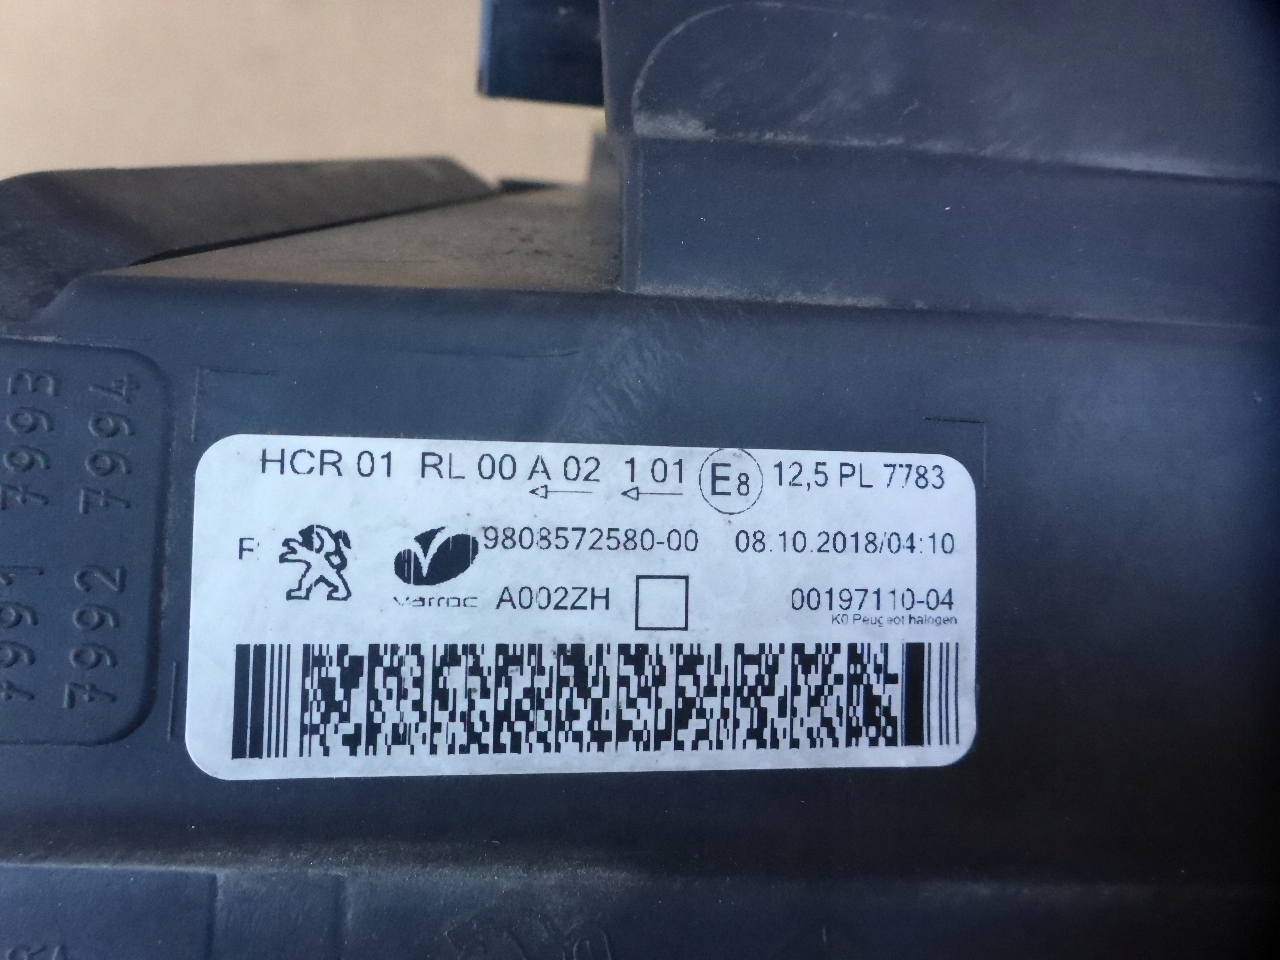 HCR 01 RL 00 A 02 1 01 E8 12,5 PL 7783
9808572580-00 08.10.2018/04:10
varroc A002ZH 00197110-04
K0 Peugeot halogen
7993
7994
7991
7992